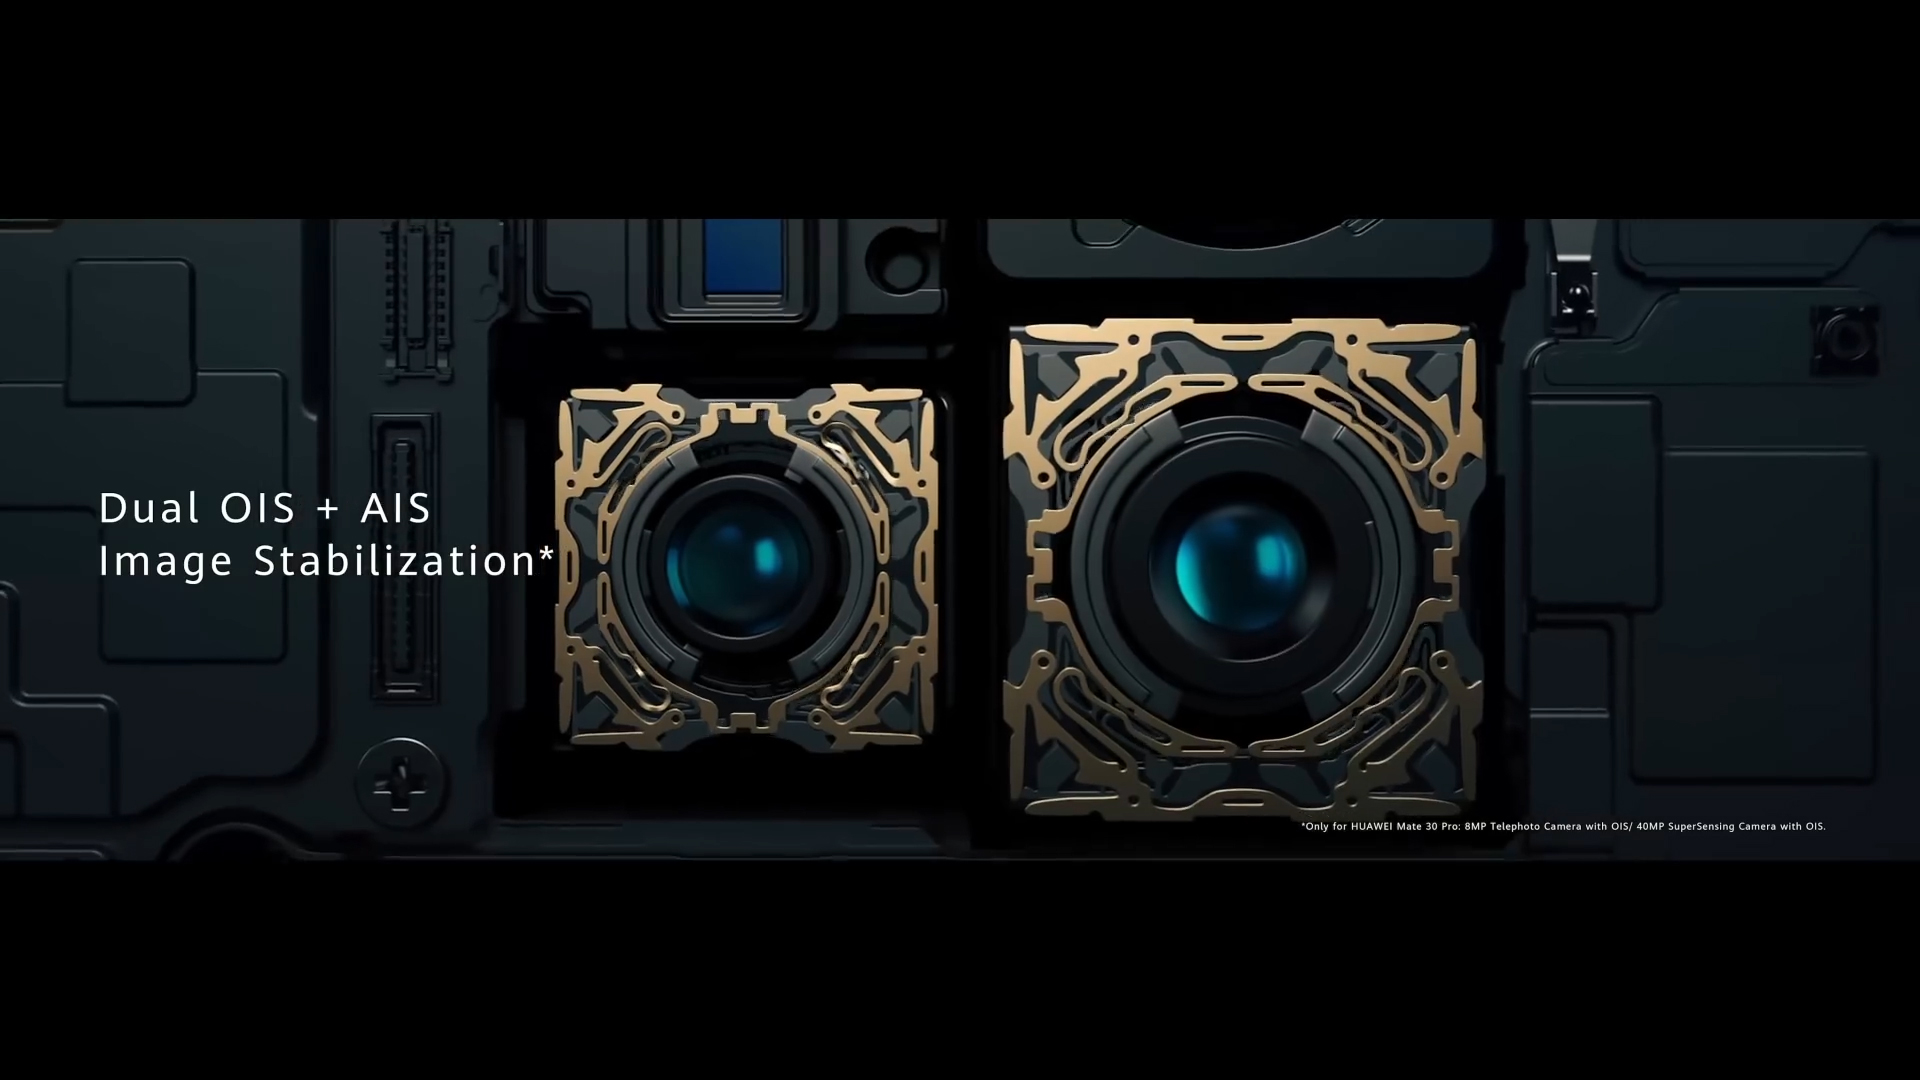 Dual OIS + AIS
Image Stabilization*
*Only for HUAWEI Mate 30 Pro: 8MP Telephoto Camera with OIS/ 40MP SuperSensing Camera with OIS.